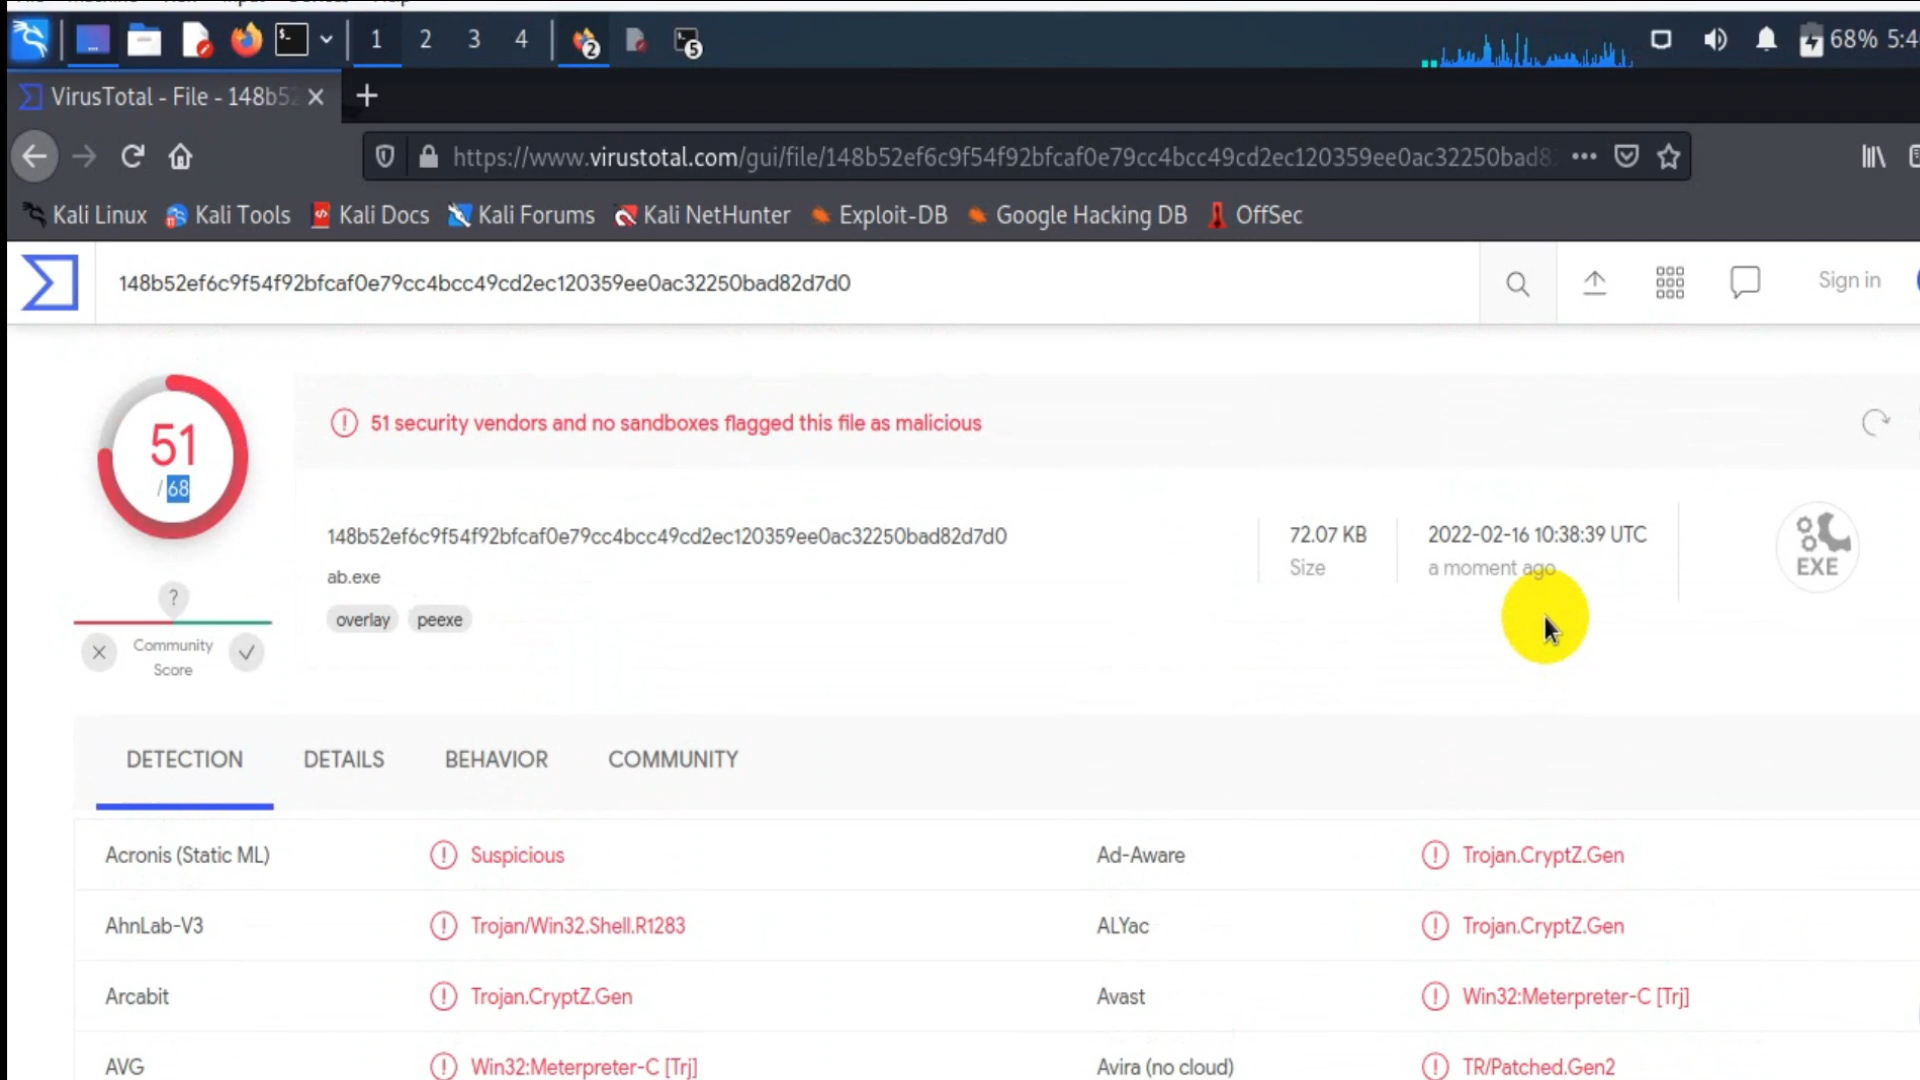 1 2 3 4 2 5 68% 5:4
VirusTotal - File - 148b52
https://www.virustotal.com/gui/file/148b52ef6c9f54f92bfcaf0e79cc4bcc49cd2ec120359ee0ac32250bad8
Kali Linux Kali Tools Kali Docs Kali Forums Kali NetHunter Exploit-DB Google Hacking DB OffSec
148b52ef6c9f54f92bfcaf0e79cc4bcc49cd2ec120359ee0ac32250bad82d7d0
Sign in
51
/ 68
51 security vendors and no sandboxes flagged this file as malicious
148b52ef6c9f54f92bfcaf0e79cc4bcc49cd2ec120359ee0ac32250bad82d7d0
ab.exe
overlay peexe
72.07 KB
Size
2022-02-16 10:38:39 UTC
a moment ago
EXE
?
Community
Score
DETECTION DETAILS BEHAVIOR COMMUNITY
Acronis (Static ML) Suspicious Ad-Aware Trojan.CryptZ.Gen
AhnLab-V3 Trojan/Win32.Shell.R1283 ALYac Trojan.CryptZ.Gen
Arcabit Trojan.CryptZ.Gen Avast Win32:Meterpreter-C [Trj]
AVG Win32:Meterpreter-C [Trj] Avira (no cloud) TR/Patched.Gen2